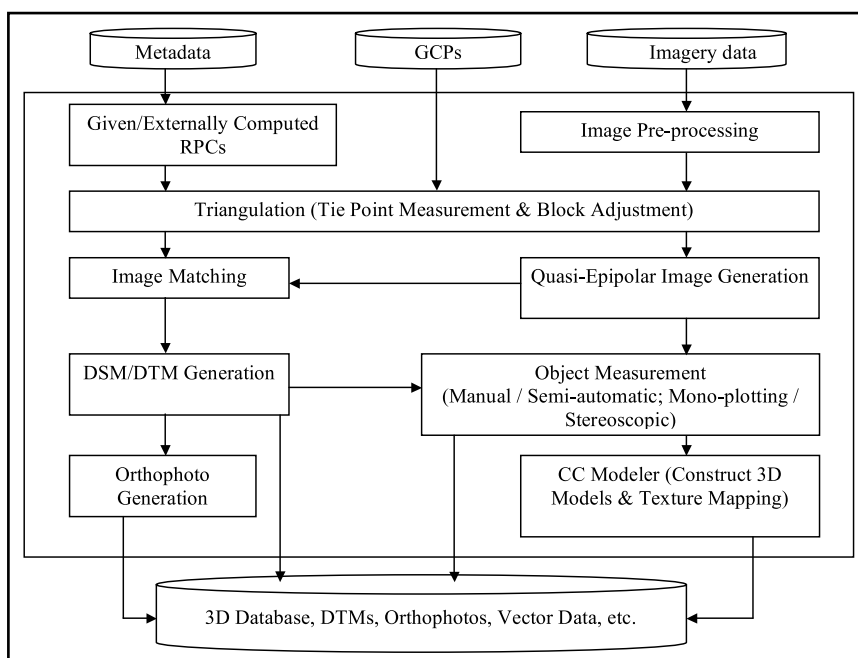 Metadata
GCPs
Imagery data
Given/Externally Computed
RPCs
Image Pre-processing
Triangulation (Tie Point Measurement & Block Adjustment)
Image Matching
Quasi-Epipolar Image Generation
DSM/DTM Generation
Object Measurement
(Manual / Semi-automatic; Mono-plotting /
Stereoscopic)
Orthophoto
Generation
CC Modeler (Construct 3D
Models & Texture Mapping)
3D Database, DTMs, Orthophotos, Vector Data, etc.